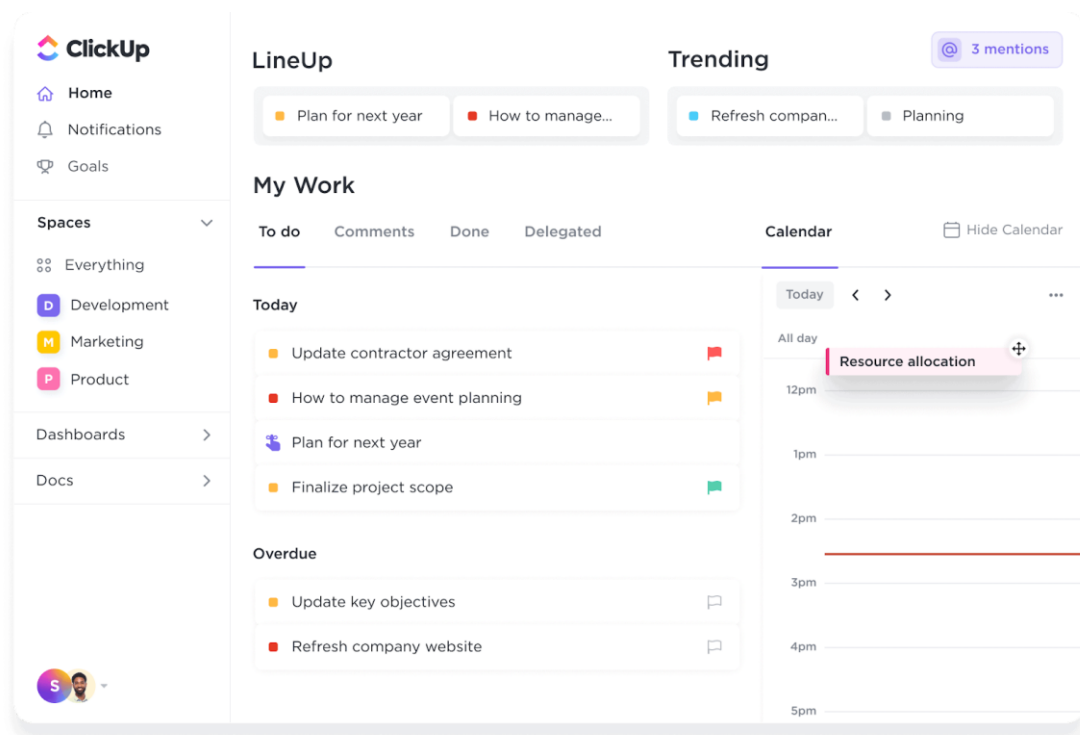 ClickUp
Home
Notifications
Goals
Spaces
Everything
D Development
M Marketing
P Product
Dashboards
Docs
S
LineUp
Plan for next year
How to manage...
Trending
@ 3 mentions
Refresh compan...
Planning
My Work
To do Comments Done Delegated
Today
Update contractor agreement
How to manage event planning
Plan for next year
Finalize project scope
Overdue
Update key objectives
Refresh company website
Calendar
Hide Calendar
Today
All day
Resource allocation
12pm
1pm
2pm
3pm
4pm
5pm